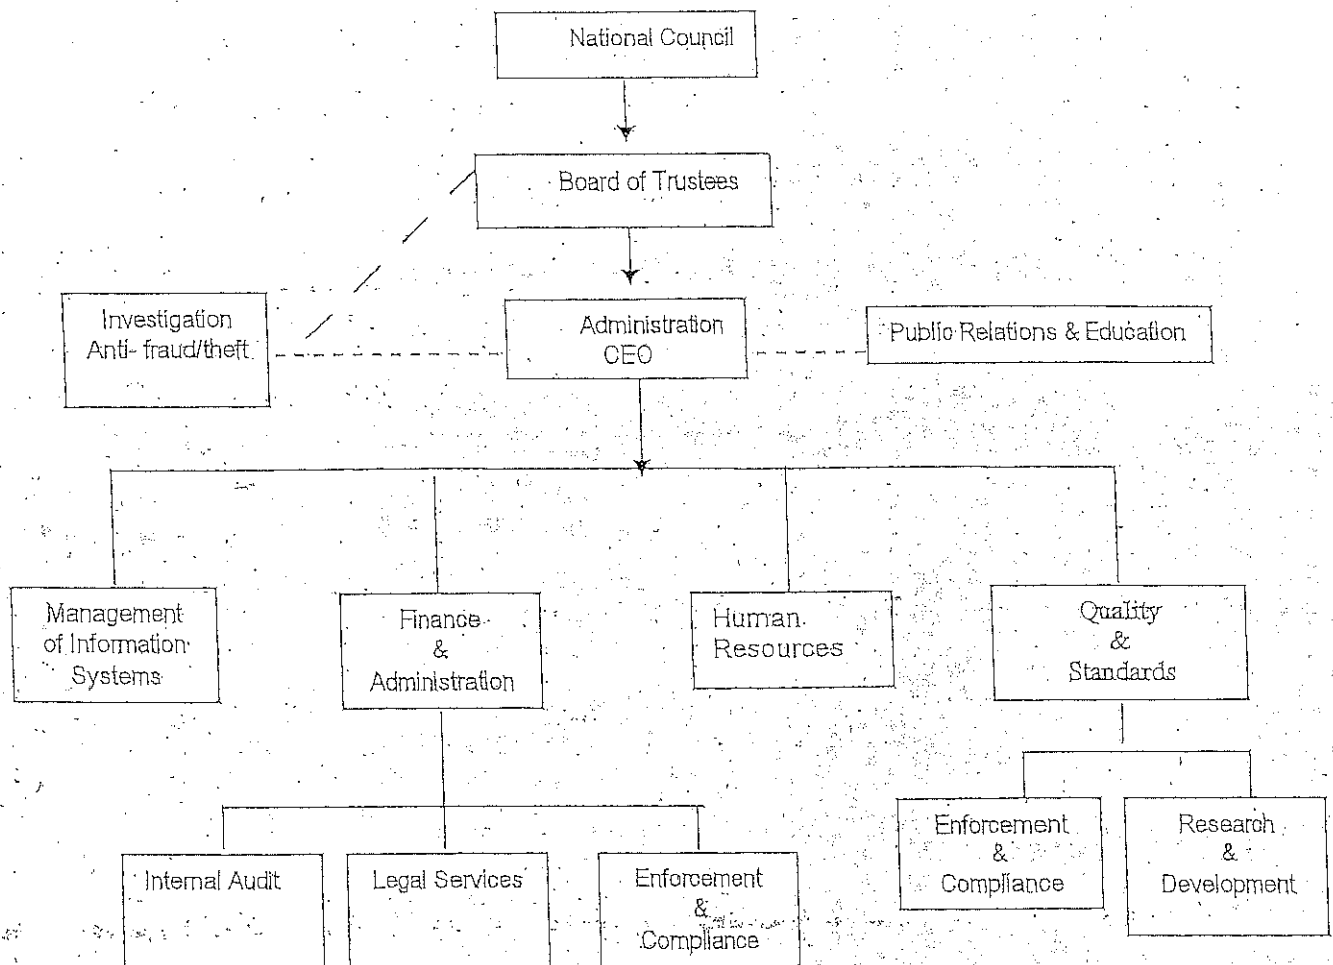 National Council
Board of Trustees
Investigation
Anti- fraud/theft
Administration
CEO
Public Relations & Education
Management
of Information
Systems
Finance
&
Administration
Human
Resources
Quality
&
Standards
Internal Audit
Legal Services
Enforcement
&
Compliance
Enforcement
&
Compliance
Research
&
Development